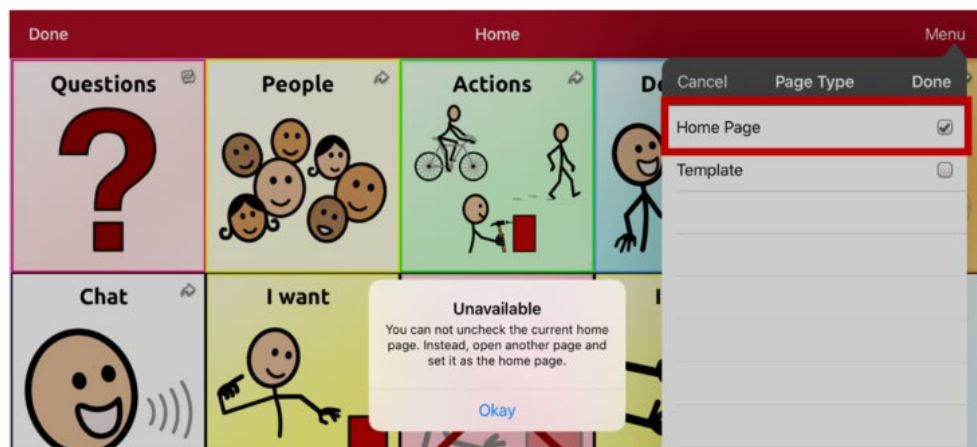 Done
Home
Menu
Questions
People
Actions
Cancel
Page Type
Done
Home Page
Template
Chat
I want
Unavailable
You can not uncheck the current home
page. Instead, open another page and
set it as the home page.
Okay